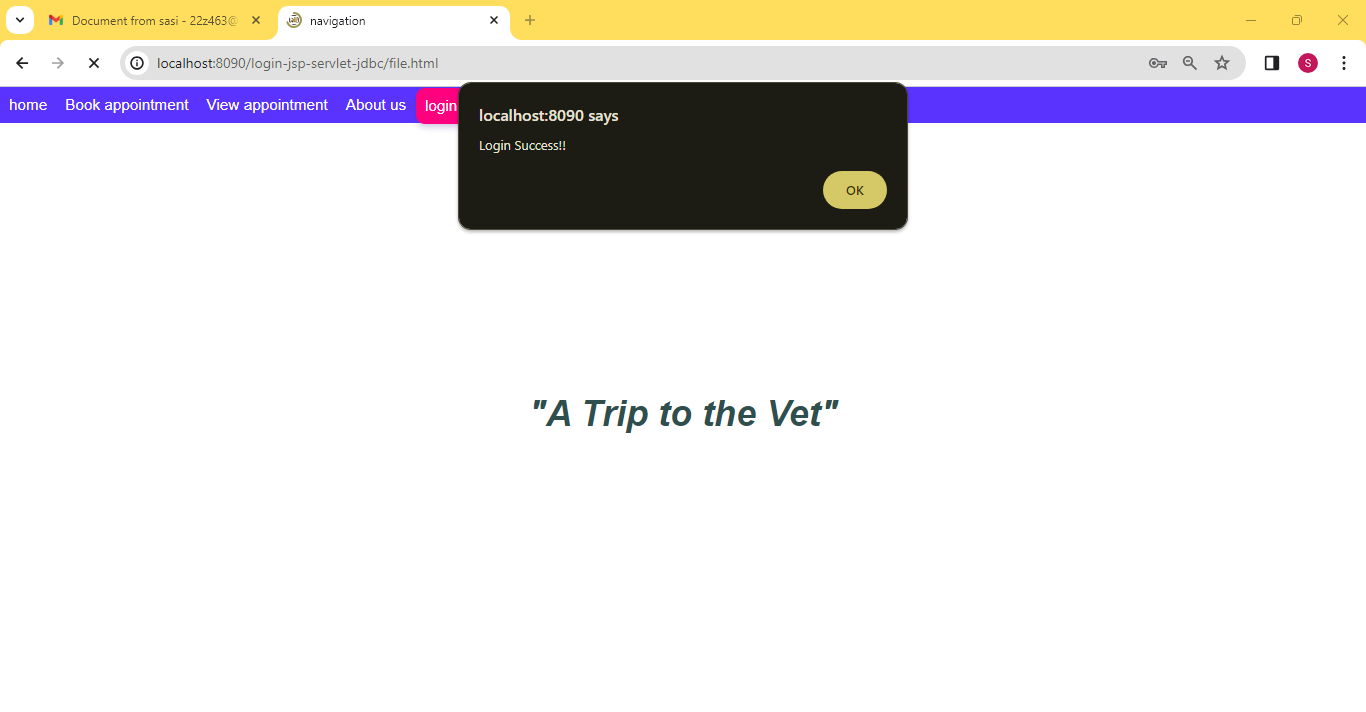 Document from sasi - 22z463@
navigation
localhost:8090/login-jsp-servlet-jdbc/file.html
S
home
Book appointment
View appointment
About us
login
localhost:8090 says
Login Success!!
OK
"A Trip to the Vet"